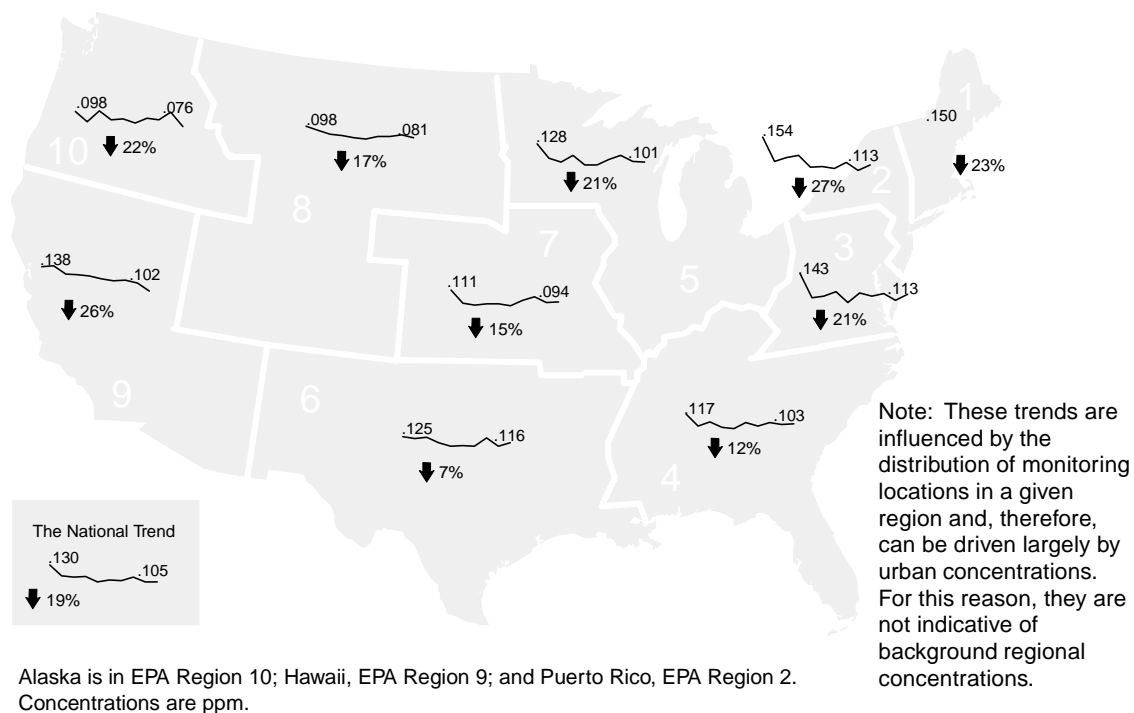 .098 .076
22%
10
.098 .081
17%
8
.128 .101
21%
5
.154 .113
27%
2
1
.150
23%
.138 .102
26%
9
7
.111 .094
15%
3
.143 .113
21%
6
.125 .116
7%
.117 .103
12%
4
The National Trend
.130 .105
19%
Note: These trends are
influenced by the
distribution of monitoring
locations in a given
region and, therefore,
can be driven largely by
urban concentrations.
For this reason, they are
not indicative of
background regional
concentrations.
Alaska is in EPA Region 10; Hawaii, EPA Region 9; and Puerto Rico, EPA Region 2.
Concentrations are ppm.